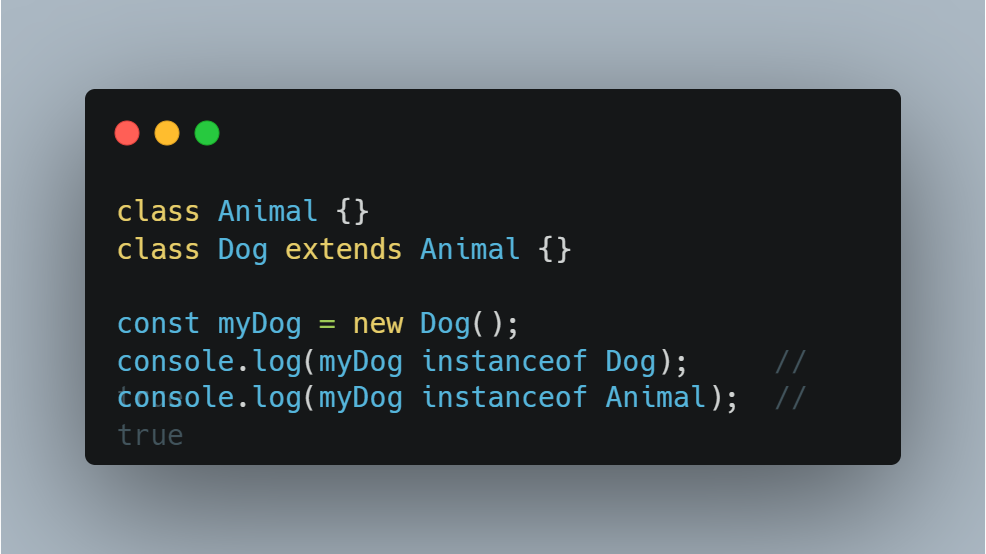 class Animal {}
class Dog extends Animal {}
const myDog = new Dog();
console.log(myDog instanceof Dog);     //
true
console.log(myDog instanceof Animal);  //
true